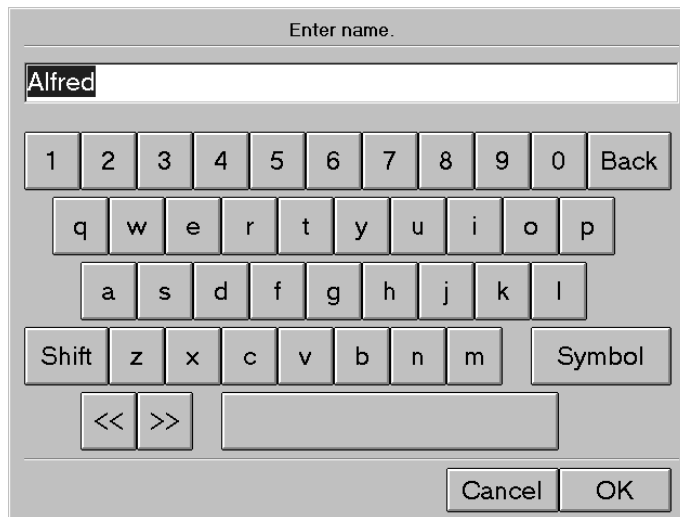 Enter name.
Alfred
1 2 3 4 5 6 7 8 9 0 Back
q w e r t y u i o p
a s d f g h j k l
Shift z x c v b n m Symbol
<< >>
Cancel OK